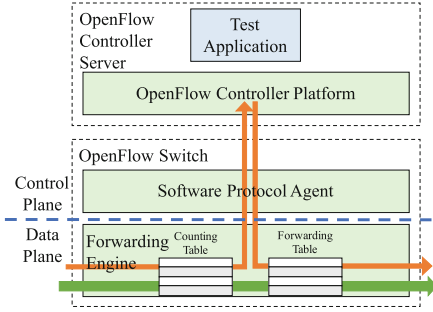 OpenFlow
Controller
Server
Test
Application
OpenFlow Controller Platform
OpenFlow Switch
Control
Plane
Software Protocol Agent
Data
Plane
Forwarding
Engine
Counting
Table
Forwarding
Table